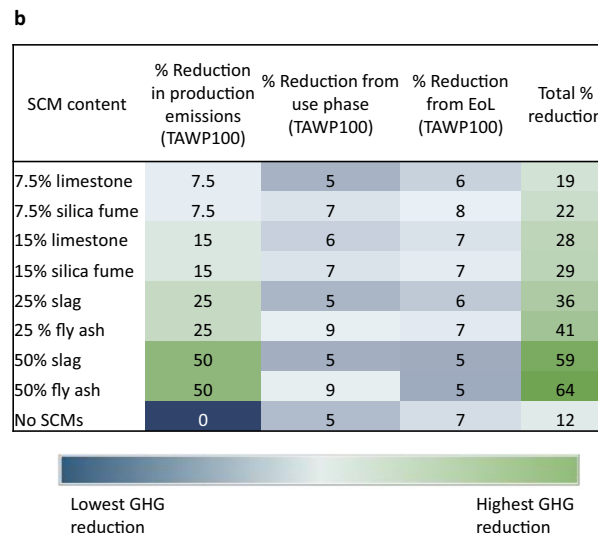 b
SCM content
% Reduction
in production
emissions
(TAWP100)
% Reduction from
use phase
(TAWP100)
% Reduction
from EoL
(TAWP100)
Total %
reduction
7.5% limestone 7.5 5 6 19
7.5% silica fume 7.5 7 8 22
15% limestone 15 6 7 28
15% silica fume 15 7 7 29
25% slag 25 5 6 36
25 % fly ash 25 9 7 41
50% slag 50 5 5 59
50% fly ash 50 9 5 64
No SCMs 0 5 7 12
Lowest GHG
reduction
Highest GHG
reduction